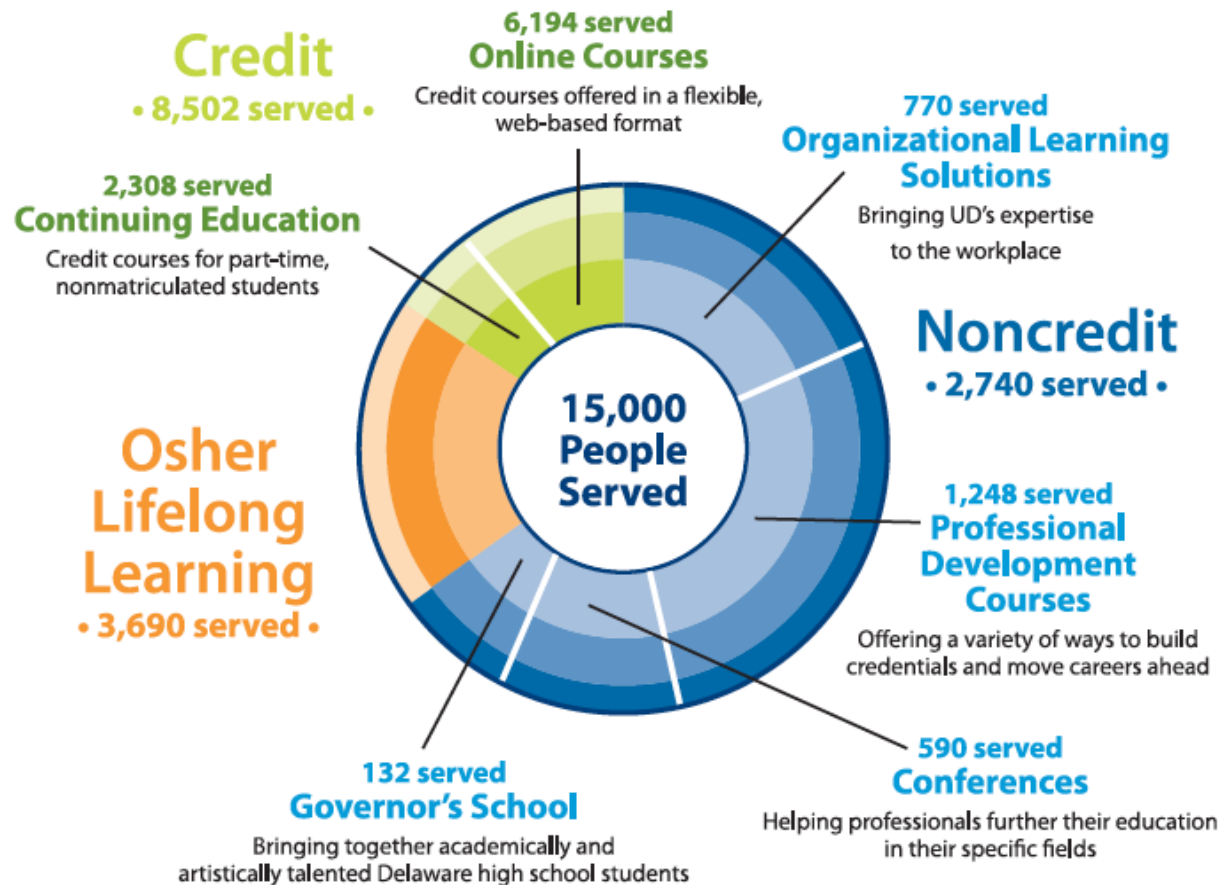 Credit
• 8,502 served •
6,194 served
Online Courses
Credit courses offered in a flexible,
web-based format
2,308 served
Continuing Education
Credit courses for part-time,
nonmatriculated students
770 served
Organizational Learning
Solutions
Bringing UD’s expertise
to the workplace
Noncredit
• 2,740 served •
15,000
People
Served
Osher
Lifelong
Learning
• 3,690 served •
1,248 served
Professional
Development
Courses
Offering a variety of ways to build
credentials and move careers ahead
590 served
Conferences
Helping professionals further their education
in their specific fields
132 served
Governor’s School
Bringing together academically and
artistically talented Delaware high school students